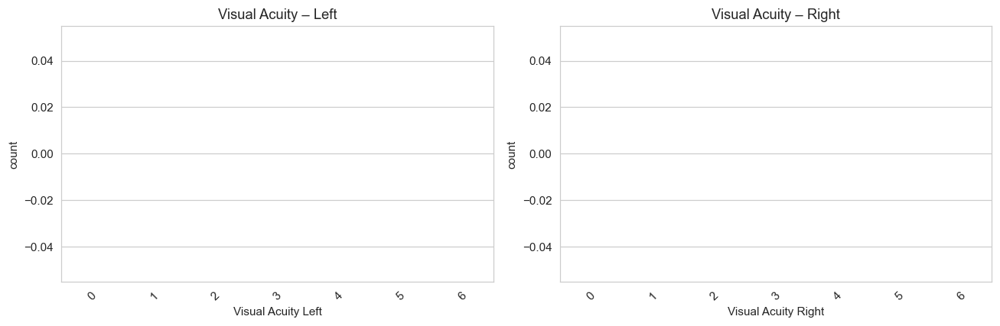 Visual Acuity – Left
0.04
0.02
0.00
−0.02
−0.04
count
0 1 2 3 4 5 6
Visual Acuity Left
Visual Acuity – Right
0.04
0.02
0.00
−0.02
−0.04
count
0 1 2 3 4 5 6
Visual Acuity Right